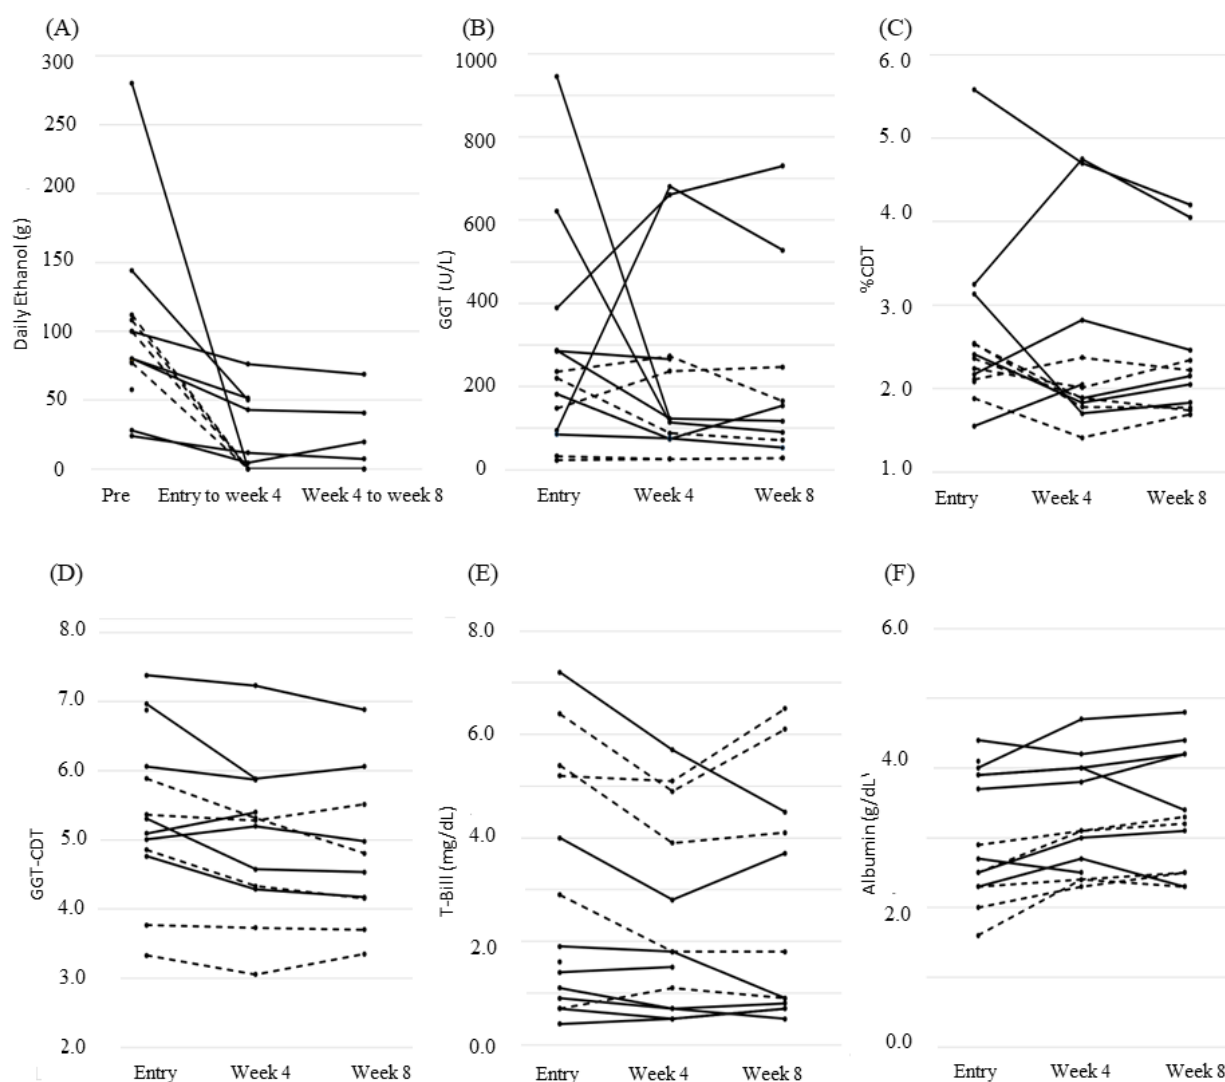 (A)
300
250
200
150
100
50
0
Daily Ethanol (g)
Pre Entry to week 4 Week 4 to week 8
(B)
1000
800
600
400
200
0
GGT (U/L)
Entry Week 4 Week 8
(C)
6. 0
5. 0
4. 0
3. 0
2. 0
1. 0
%CDT
Entry Week 4 Week 8
(D)
8.0
7.0
6.0
5.0
4.0
3.0
2.0
GGT-CDT
Entry Week 4 Week 8
(E)
8.0
6.0
4.0
2.0
0.0
T-Bill (mg/dL)
Entry Week 4 Week 8
(F)
6.0
4.0
2.0
0.0
Albumin (g/dL)
Entry Week 4 Week 8